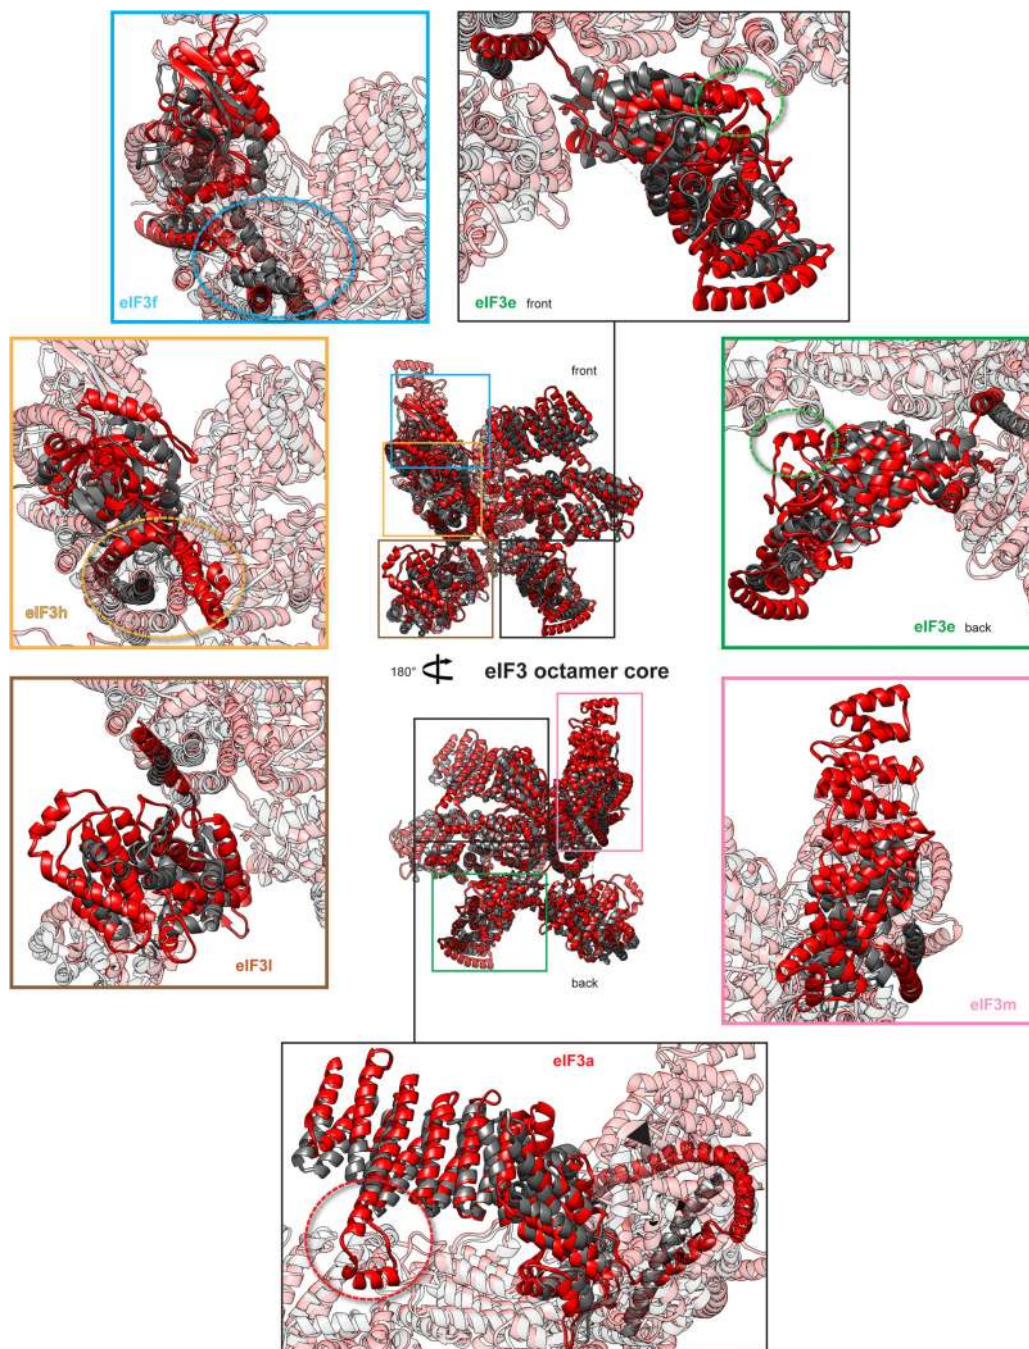 eIF3f
eIF3e front
front
eIF3h
eIF3e back
180° eIF3 octamer core
eIF3l
back
eIF3m
eIF3a